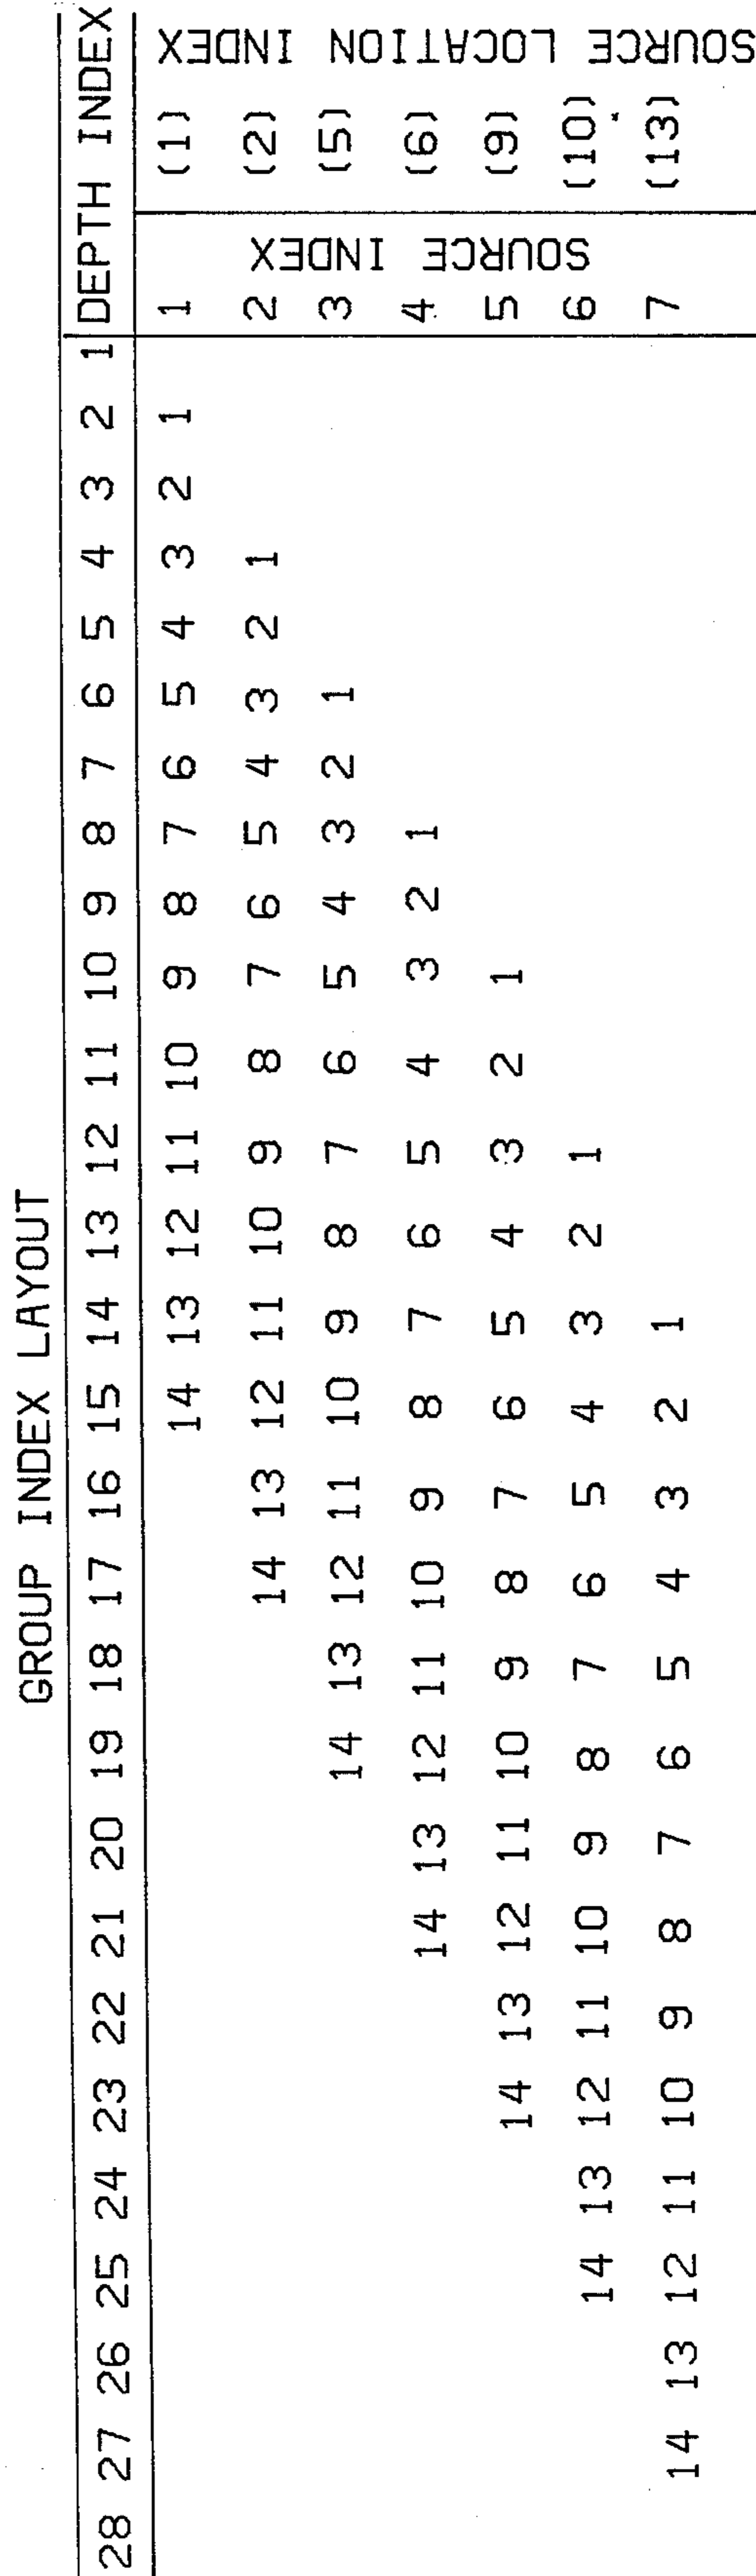 GROUP INDEX LAYOUT
28 27 26 25 24 23 22 21 20 19 18 17 16 15 14 13 12 11 10 9 8 7 6 5 4 3 2 1 DEPTH INDEX
14 13 12 11 10 9 8 7 6 5 4 3 2 1 1 (1)
14 13 12 11 10 9 8 7 6 5 4 3 2 1 2 (2)
14 13 12 11 10 9 8 7 6 5 4 3 2 1 3 (5)
14 13 12 11 10 9 8 7 6 5 4 3 2 1 4 (6)
14 13 12 11 10 9 8 7 6 5 4 3 2 1 5 (9)
14 13 12 11 10 9 8 7 6 5 4 3 2 1 6 (10)
14 13 12 11 10 9 8 7 6 5 4 3 2 1 7 (13)
SOURCE INDEX
SOURCE LOCATION INDEX